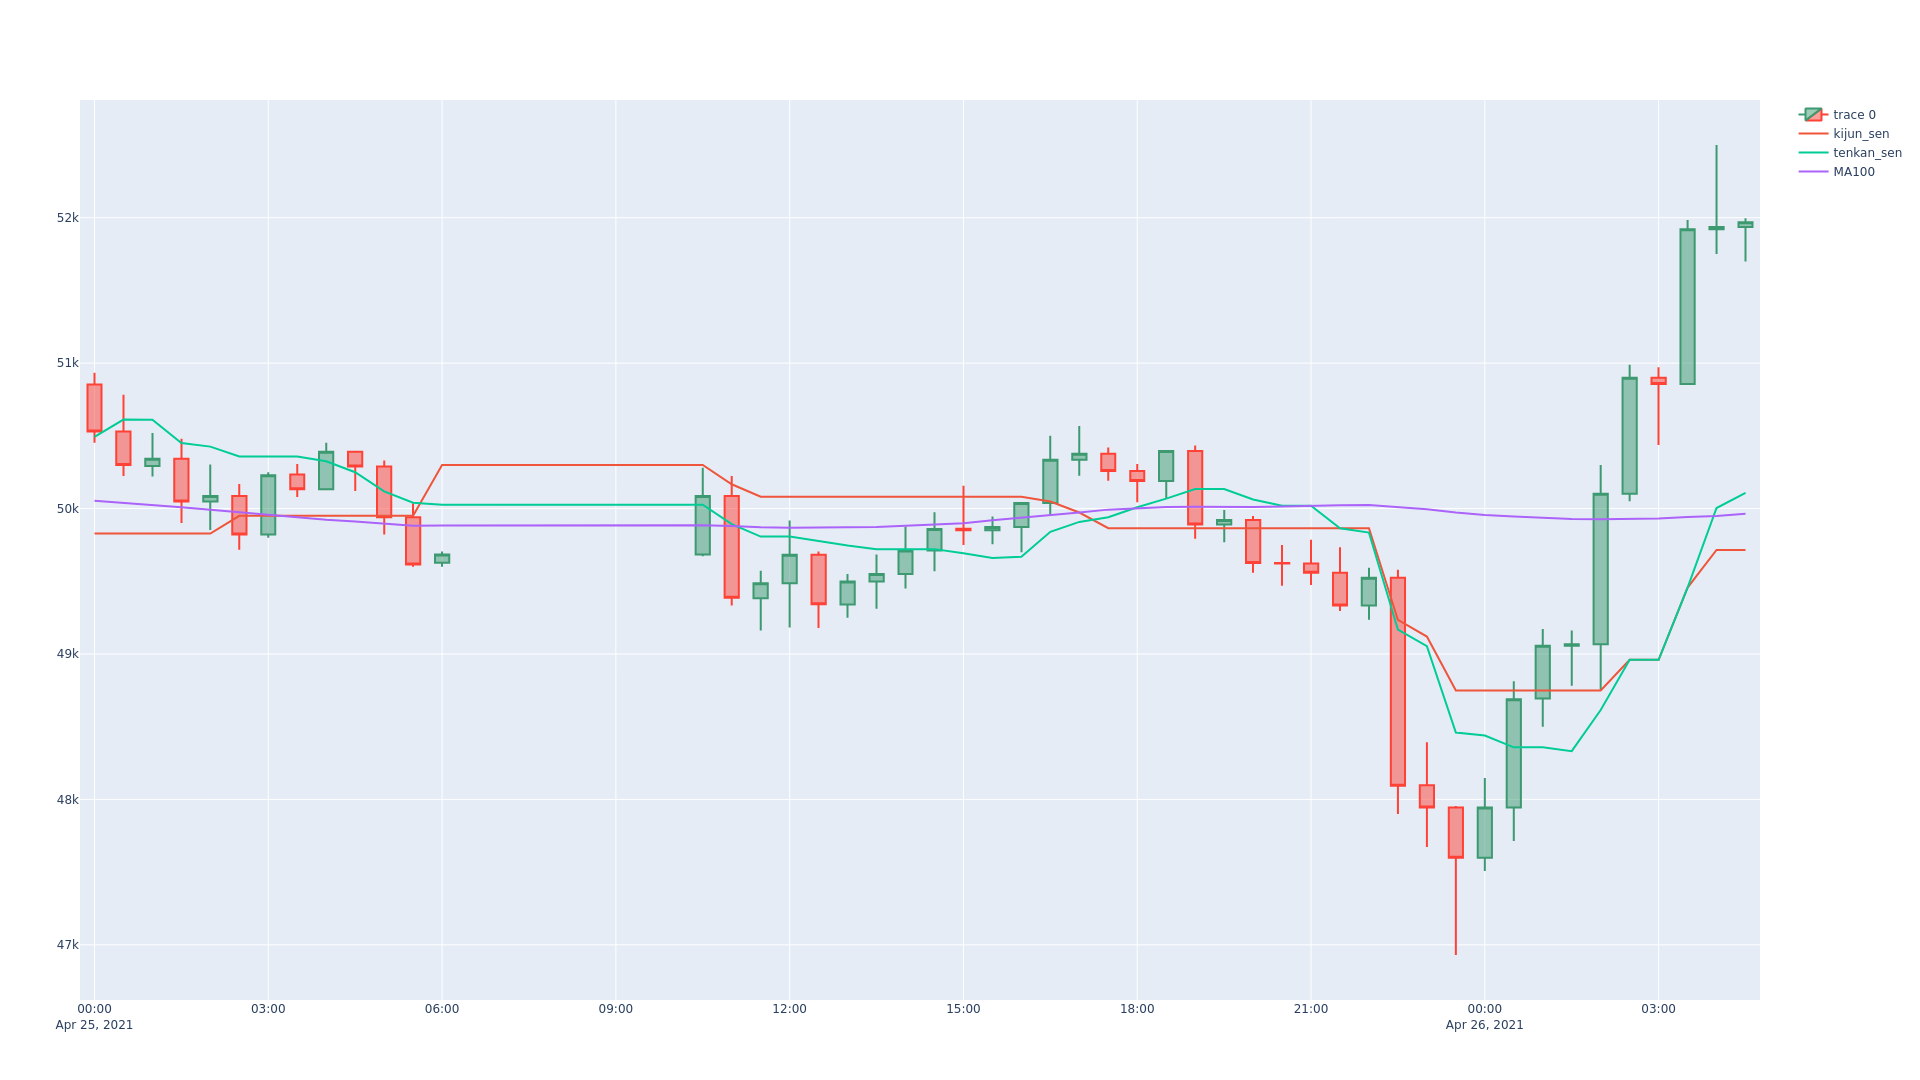 trace 0
kijun_sen
tenkan_sen
MA100
52k
51k
50k
49k
48k
47k
00:00 03:00 06:00 09:00 12:00 15:00 18:00 21:00 00:00 03:00
Apr 25, 2021 Apr 26, 2021